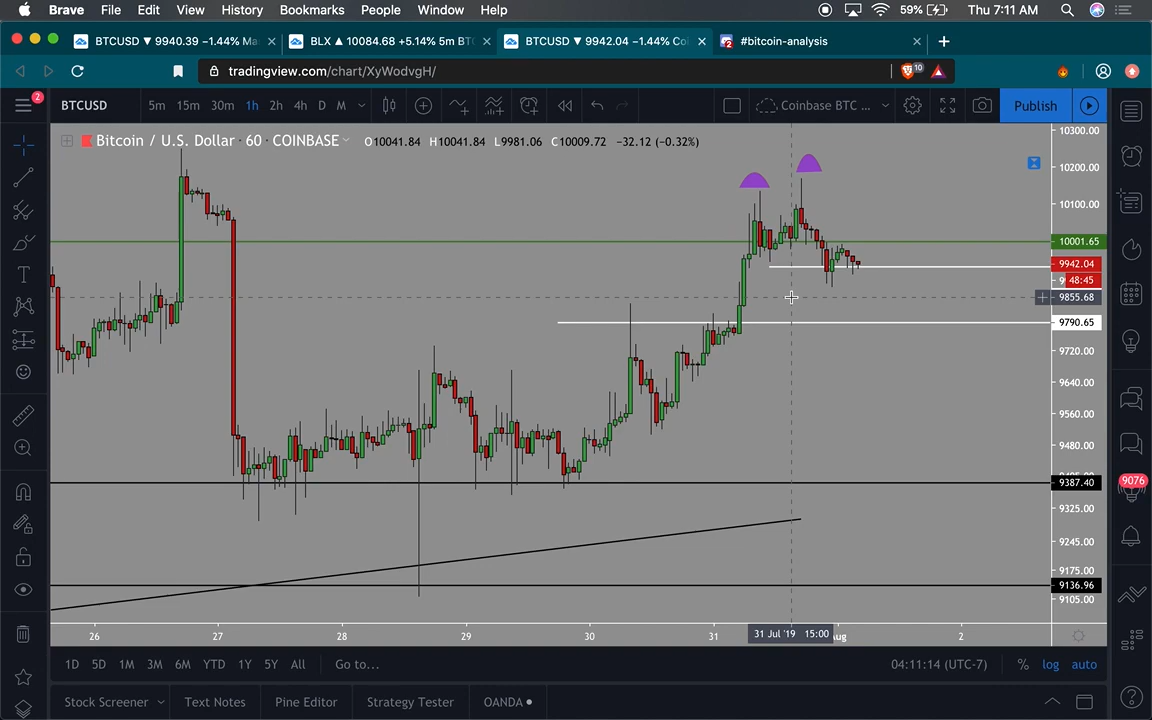 Brave File Edit View History Bookmarks People Window Help 59% Thu 7:11 AM
BTCUSD ▼ 9940.39 −1.44% Ma
BLX ▲ 10084.68 +5.14% 5m BT
BTCUSD ▼ 9942.04 −1.44% Co
#bitcoin-analysis
tradingview.com/chart/XyWodvgH/
10
2
BTCUSD 5m 15m 30m 1h 2h 4h D M Coinbase BTC ... Publish
Bitcoin / U.S. Dollar · 60 · COINBASE O10041.84 H10041.84 L9981.06 C10009.72 −32.12 (−0.32%)
10300.00
10200.00
10100.00
10001.65
9942.04
48:45
9855.68
9790.65
9720.00
9640.00
9560.00
9480.00
9387.40
9325.00
9245.00
9175.00
9136.96
9105.00
9076
26 27 28 29 30 31 31 Jul '19 15:00 Aug 2
1D 5D 1M 3M 6M YTD 1Y 5Y All Go to... 04:11:14 (UTC-7) % log auto
Stock Screener Text Notes Pine Editor Strategy Tester OANDA